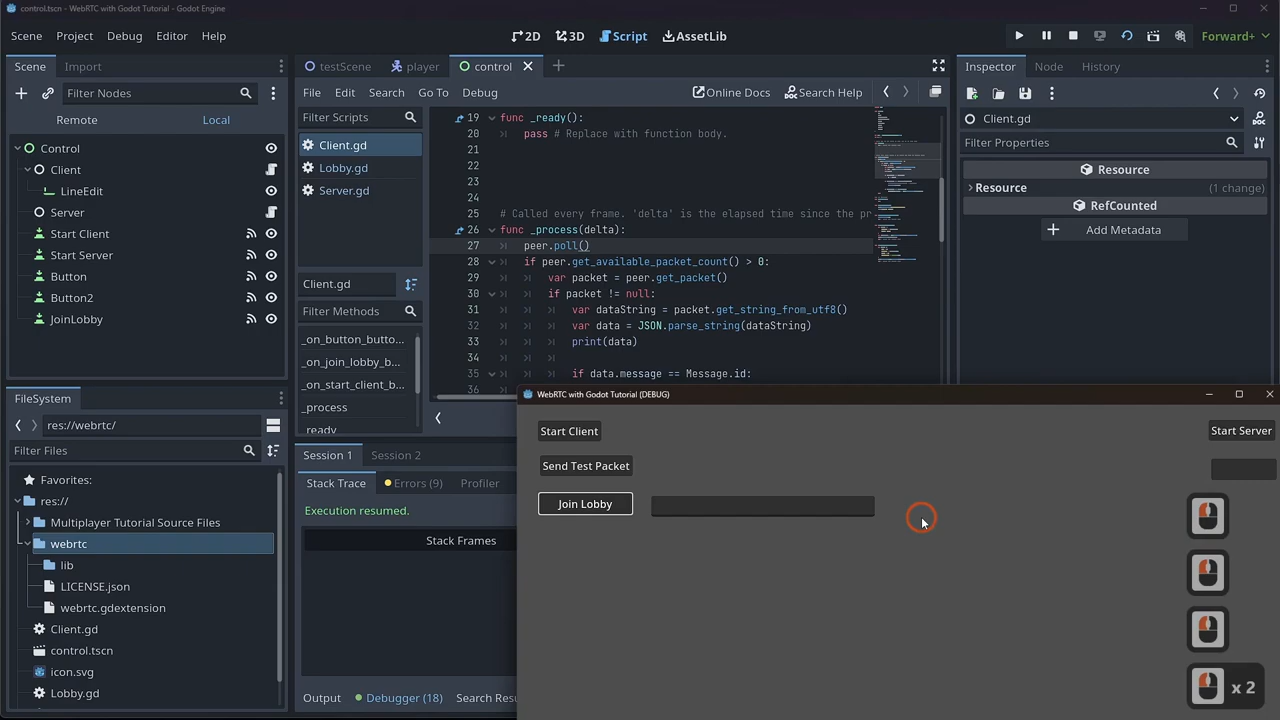 control.tscn - WebRTC with Godot Tutorial - Godot Engine
Scene Project Debug Editor Help
2D 3D Script AssetLib
Forward+
Scene Import
Filter Nodes
Remote Local
Control
Client
LineEdit
Server
Start Client
Start Server
Button
Button2
JoinLobby
FileSystem
res://webrtc/
Filter Files
Favorites:
res://
Multiplayer Tutorial Source Files
webrtc
lib
LICENSE.json
webrtc.gdextension
Client.gd
control.tscn
icon.svg
Lobby.gd
testScene player control
File Edit Search Go To Debug
Online Docs Search Help
Filter Scripts
Client.gd
Lobby.gd
Server.gd
Client.gd
Filter Methods
_on_button_butto...
_on_join_lobby_b...
_on_start_client_b...
_process
_ready
19 func _ready():
20 pass # Replace with function body.
21
22
23
24
25 # Called every frame. 'delta' is the elapsed time since the pr
26 func _process(delta):
27 peer.poll()
28 if peer.get_available_packet_count() > 0:
29 var packet = peer.get_packet()
30 if packet != null:
31 var dataString = packet.get_string_from_utf8()
32 var data = JSON.parse_string(dataString)
33 print(data)
34
35 if data.message == Message.id:
36
Session 1 Session 2
Stack Trace Errors (9) Profiler
Execution resumed.
Stack Frames
Output Debugger (18) Search Resu
Inspector Node History
Client.gd
Filter Properties
Resource
Resource (1 change)
RefCounted
Add Metadata
WebRTC with Godot Tutorial (DEBUG)
Start Client
Start Server
Send Test Packet
Join Lobby
x 2